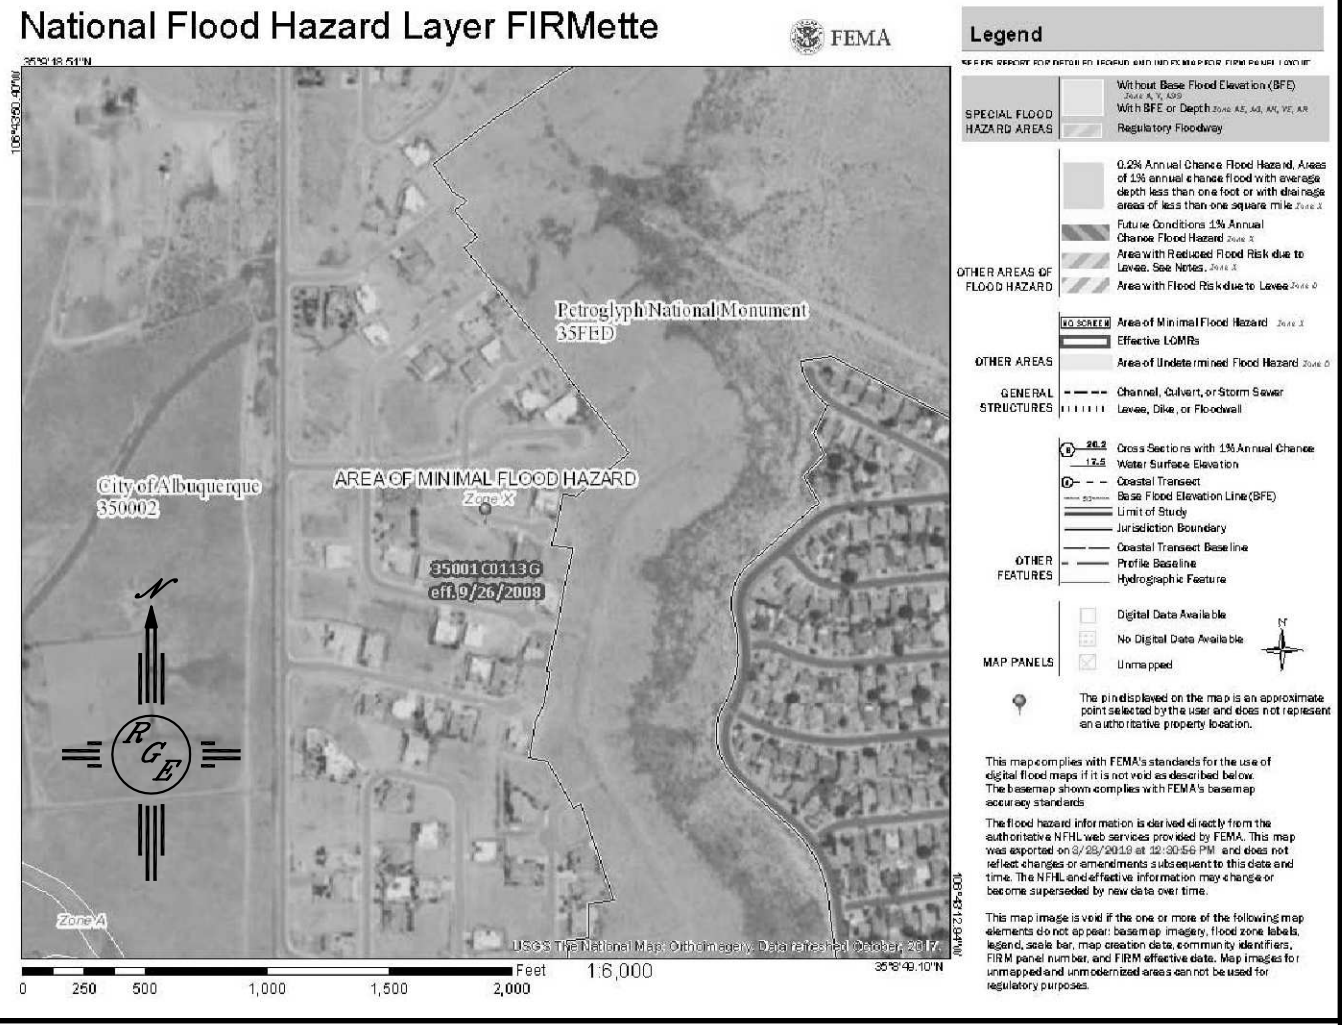 National Flood Hazard Layer FIRMette
FEMA
35°9'18.51"N
Petroglyph National Monument
35FED
City of Albuquerque
350002
AREA OF MINIMAL FLOOD HAZARD
Zone X
35001C0113G
eff. 9/26/2008
N
R
G
E
Zone A
USGS The National Map: Orthoimagery. Data refreshed October, 2017.
35°8'49.10"N
Feet
1:6,000
0 250 500 1,000 1,500 2,000
Legend
SEE FIS REPORT FOR DETAILED LEGEND AND INDEX MAP FOR FIRM PANEL LAYOUT
SPECIAL FLOOD
HAZARD AREAS
Without Base Flood Elevation (BFE)
Zone A, V, A99
With BFE or Depth Zone AE, AO, AH, VE, AR
Regulatory Floodway
OTHER AREAS OF
FLOOD HAZARD
0.2% Annual Chance Flood Hazard, Areas
of 1% annual chance flood with average
depth less than one foot or with drainage
areas of less than one square mile Zone X
Future Conditions 1% Annual
Chance Flood Hazard Zone X
Area with Reduced Flood Risk due to
Levee. See Notes. Zone X
Area with Flood Risk due to Levee Zone D
OTHER AREAS
NO SCREEN Area of Minimal Flood Hazard Zone X
Effective LOMRs
Area of Undetermined Flood Hazard Zone D
GENERAL
STRUCTURES
Channel, Culvert, or Storm Sewer
Levee, Dike, or Floodwall
OTHER
FEATURES
B 20.2 Cross Sections with 1% Annual Chance
17.5 Water Surface Elevation
Coastal Transect
Base Flood Elevation Line (BFE)
Limit of Study
Jurisdiction Boundary
Coastal Transect Baseline
Profile Baseline
Hydrographic Feature
MAP PANELS
Digital Data Available
No Digital Data Available
Unmapped
N
The pin displayed on the map is an approximate
point selected by the user and does not represent
an authoritative property location.
This map complies with FEMA's standards for the use of
digital flood maps if it is not void as described below.
The basemap shown complies with FEMA's basemap
accuracy standards
The flood hazard information is derived directly from the
authoritative NFHL web services provided by FEMA. This map
was exported on 3/28/2019 at 12:30:56 PM and does not
reflect changes or amendments subsequent to this date and
time. The NFHL and effective information may change or
become superseded by new data over time.
This map image is void if the one or more of the following map
elements do not appear: basemap imagery, flood zone labels,
legend, scale bar, map creation date, community identifiers,
FIRM panel number, and FIRM effective date. Map images for
unmapped and unmodernized areas cannot be used for
regulatory purposes.